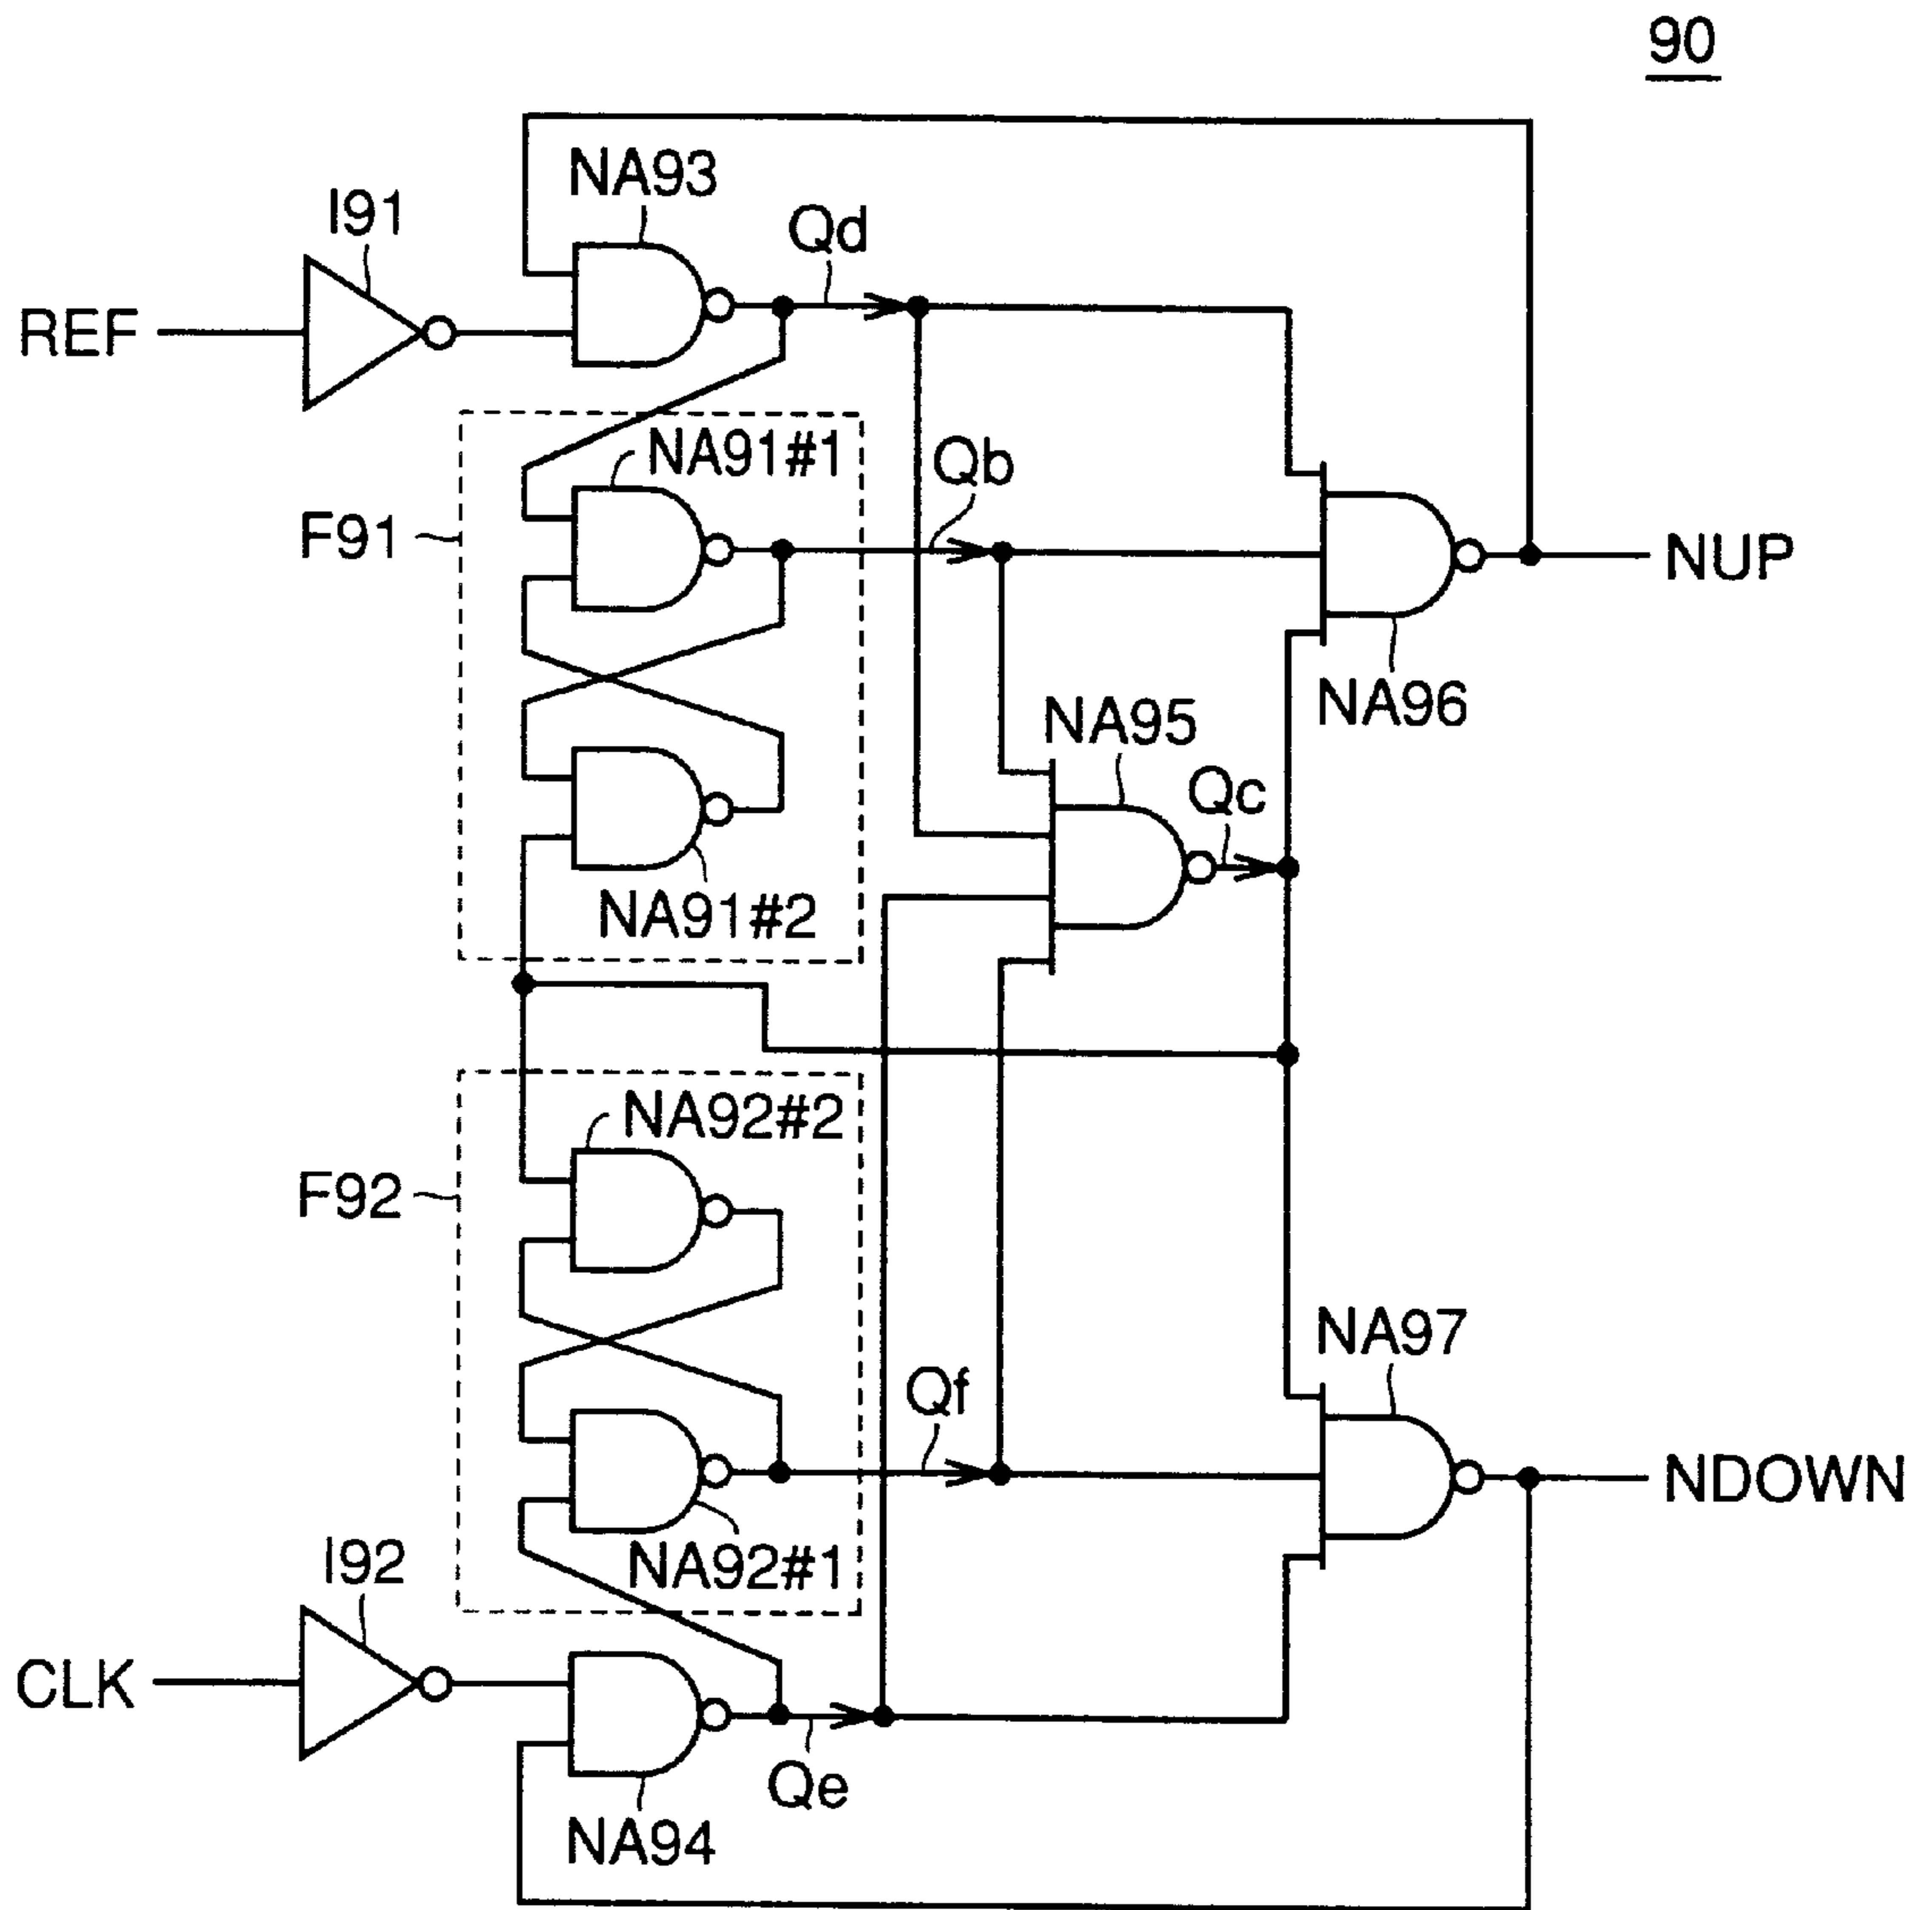 90
NA93
I91
Qd
REF
NA91#1
Qb
F91
NUP
NA96
NA95
Qc
NA91#2
NA92#2
F92
NA97
Qf
NDOWN
I92
NA92#1
CLK
Qe
NA94